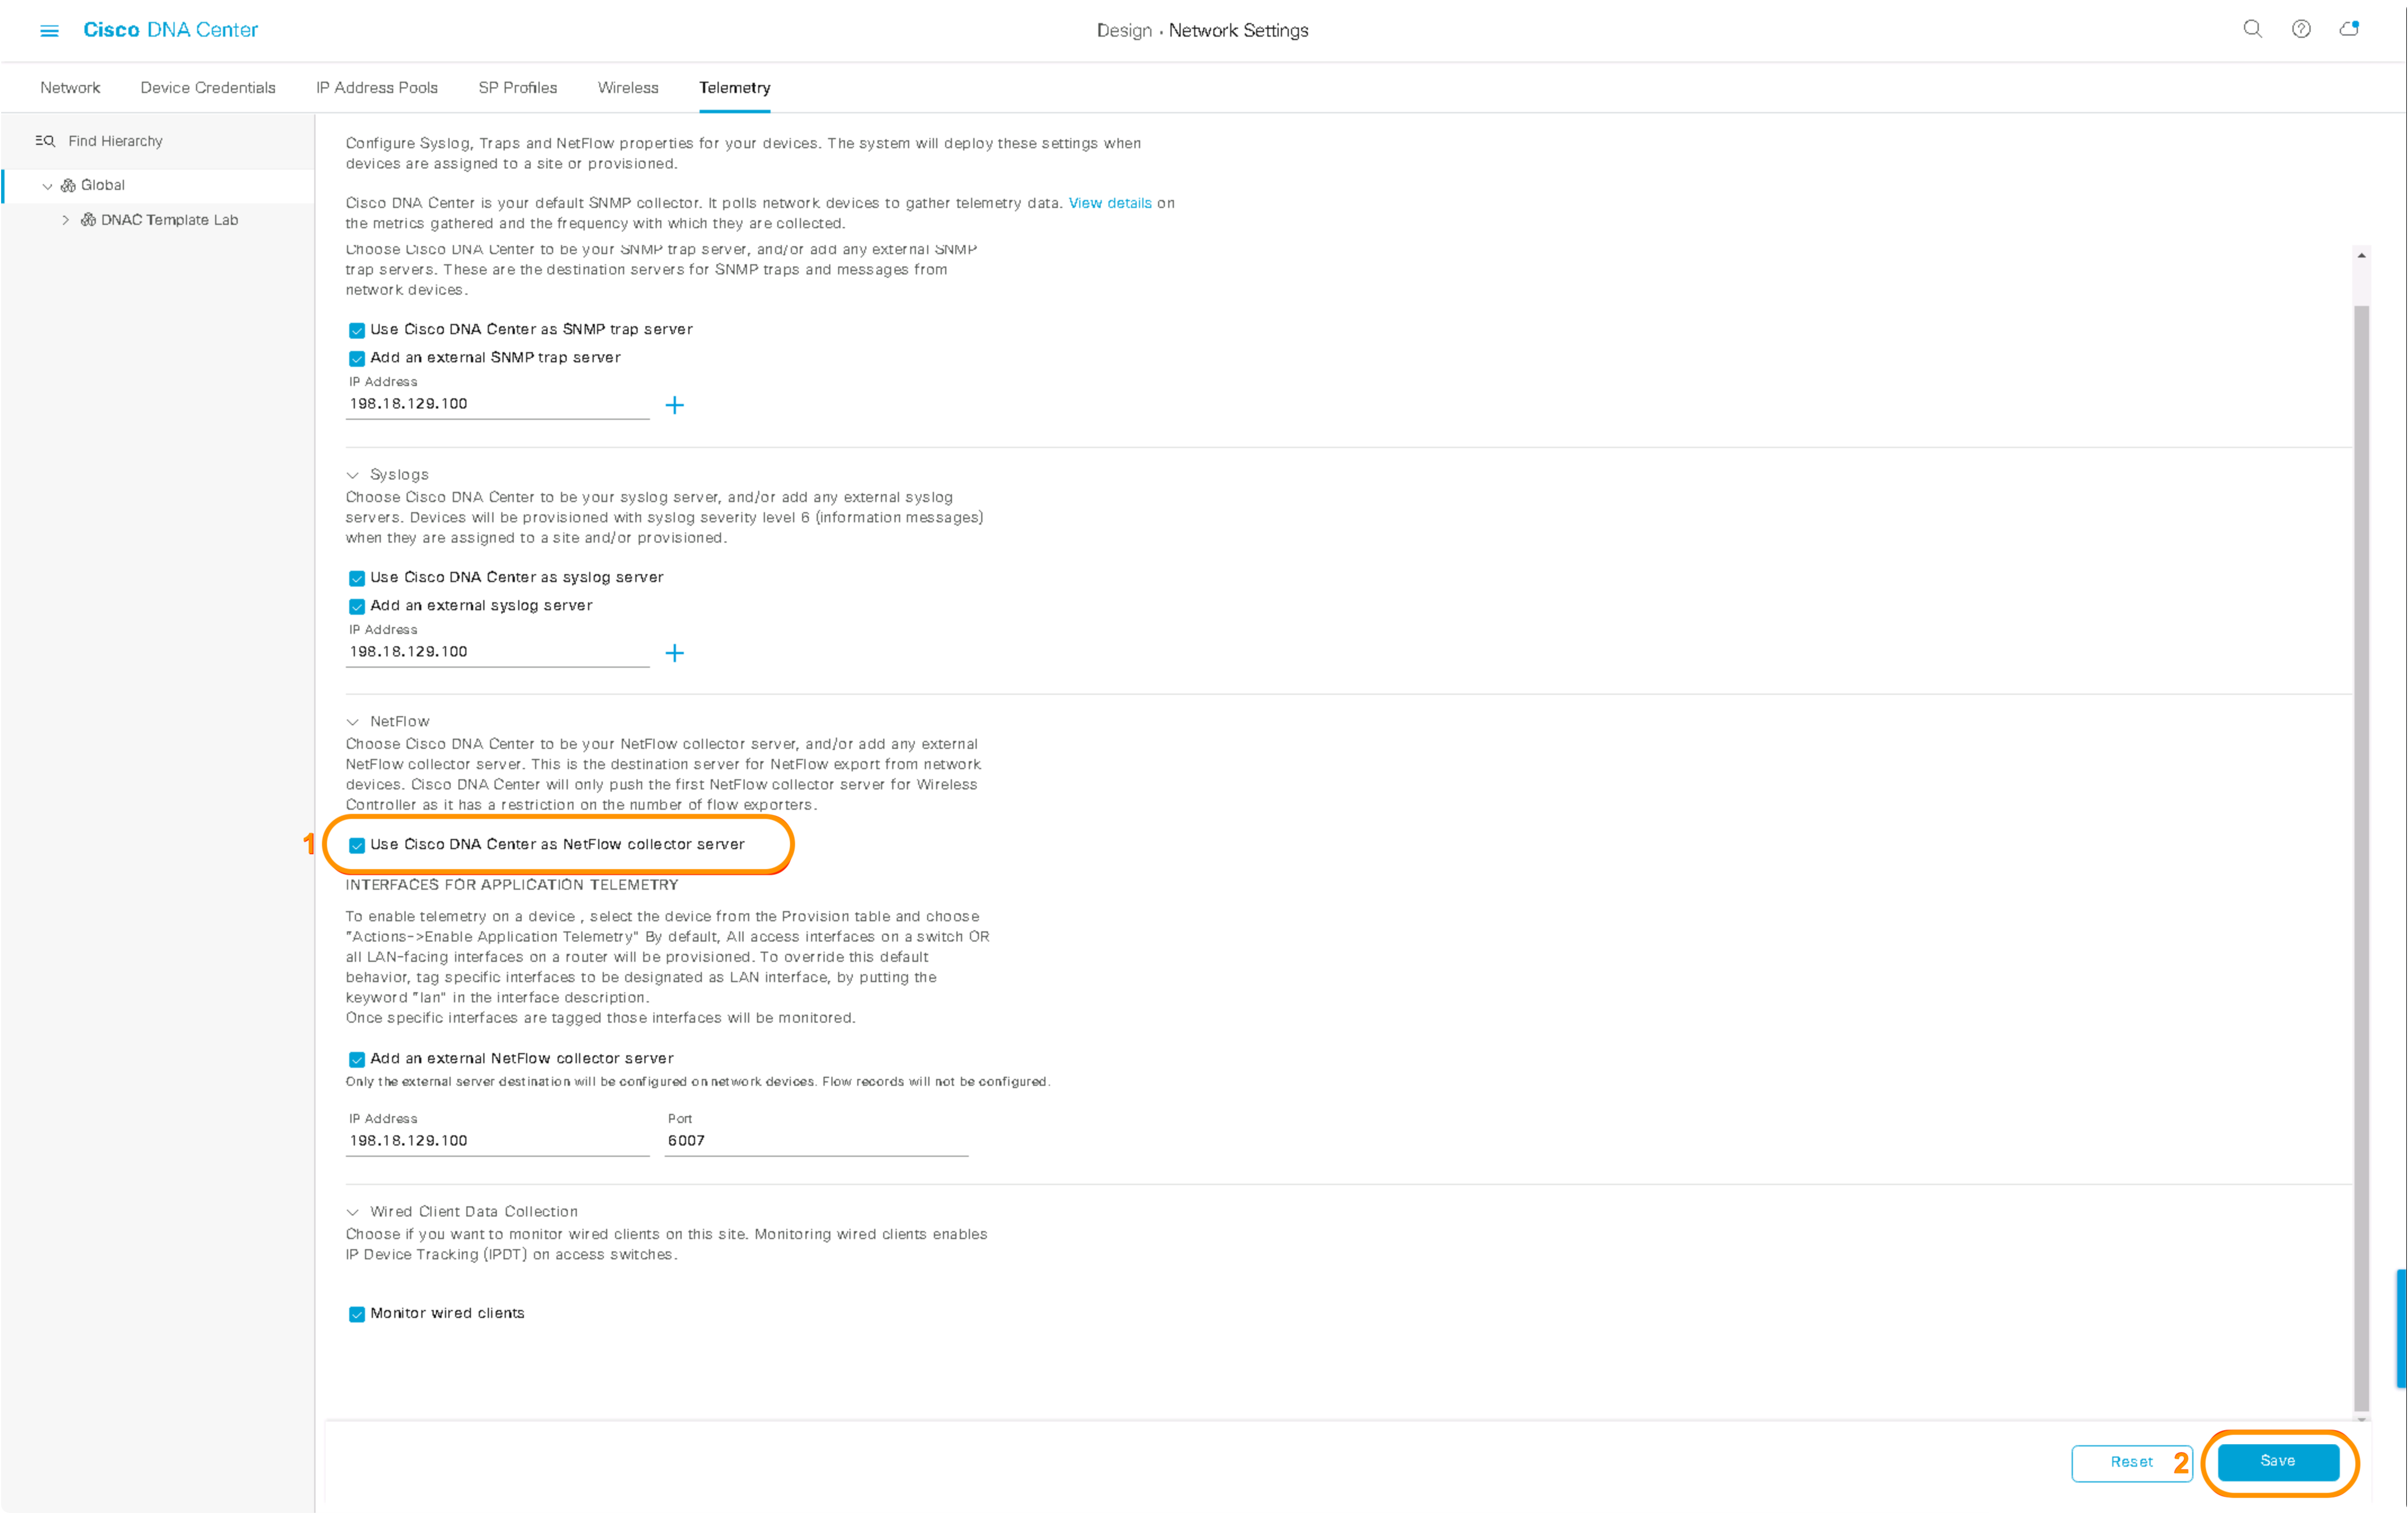 Cisco DNA Center
Design • Network Settings
Network Device Credentials IP Address Pools SP Profiles Wireless Telemetry
Find Hierarchy
Global
DNAC Template Lab
Configure Syslog, Traps and NetFlow properties for your devices. The system will deploy these settings when
devices are assigned to a site or provisioned.
Cisco DNA Center is your default SNMP collector. It polls network devices to gather telemetry data. View details on
the metrics gathered and the frequency with which they are collected.
Choose Cisco DNA Center to be your SNMP trap server, and/or add any external SNMP
trap servers. These are the destination servers for SNMP traps and messages from
network devices.
Use Cisco DNA Center as SNMP trap server
Add an external SNMP trap server
IP Address
198.18.129.100
Syslogs
Choose Cisco DNA Center to be your syslog server, and/or add any external syslog
servers. Devices will be provisioned with syslog severity level 6 (information messages)
when they are assigned to a site and/or provisioned.
Use Cisco DNA Center as syslog server
Add an external syslog server
IP Address
198.18.129.100
NetFlow
Choose Cisco DNA Center to be your NetFlow collector server, and/or add any external
NetFlow collector server. This is the destination server for NetFlow export from network
devices. Cisco DNA Center will only push the first NetFlow collector server for Wireless
Controller as it has a restriction on the number of flow exporters.
1 Use Cisco DNA Center as NetFlow collector server
INTERFACES FOR APPLICATION TELEMETRY
To enable telemetry on a device , select the device from the Provision table and choose
"Actions->Enable Application Telemetry" By default, All access interfaces on a switch OR
all LAN-facing interfaces on a router will be provisioned. To override this default
behavior, tag specific interfaces to be designated as LAN interface, by putting the
keyword "lan" in the interface description.
Once specific interfaces are tagged those interfaces will be monitored.
Add an external NetFlow collector server
Only the external server destination will be configured on network devices. Flow records will not be configured.
IP Address Port
198.18.129.100 6007
Wired Client Data Collection
Choose if you want to monitor wired clients on this site. Monitoring wired clients enables
IP Device Tracking (IPDT) on access switches.
Monitor wired clients
Reset 2 Save